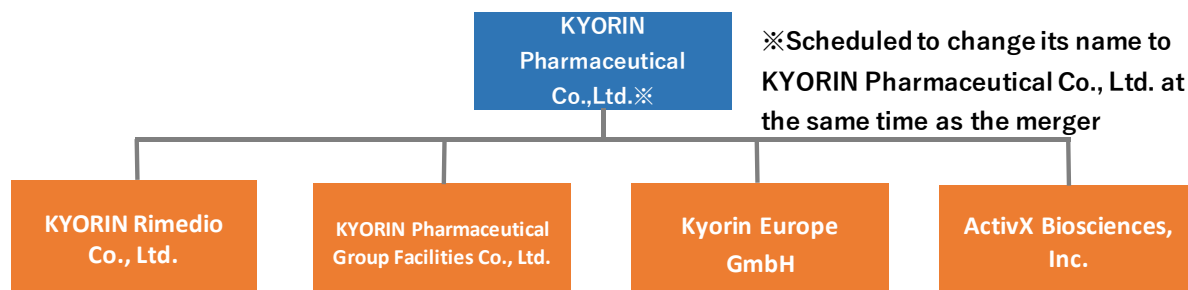 KYORIN
Pharmaceutical
Co.,Ltd.※
※Scheduled to change its name to
KYORIN Pharmaceutical Co., Ltd. at
the same time as the merger
KYORIN Rimedio
Co., Ltd.
KYORIN Pharmaceutical
Group Facilities Co., Ltd.
Kyorin Europe
GmbH
ActivX Biosciences,
Inc.